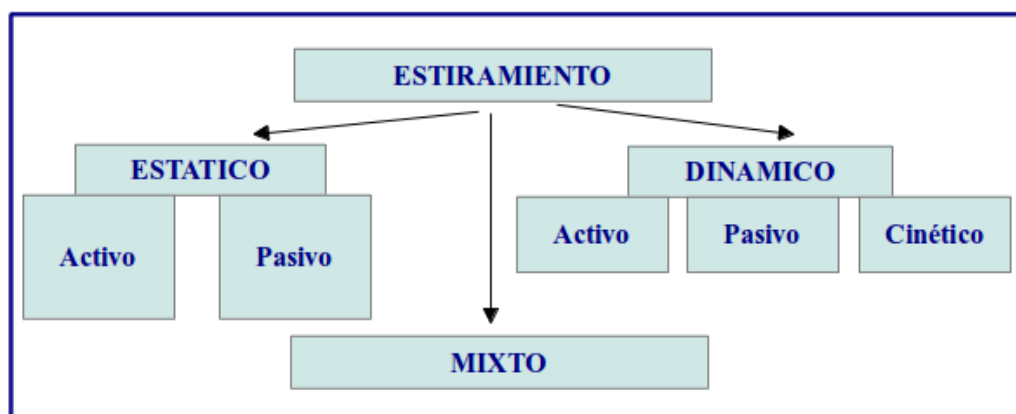 ESTIRAMIENTO
ESTATICO
Activo
Pasivo
DINAMICO
Activo
Pasivo
Cinético
MIXTO